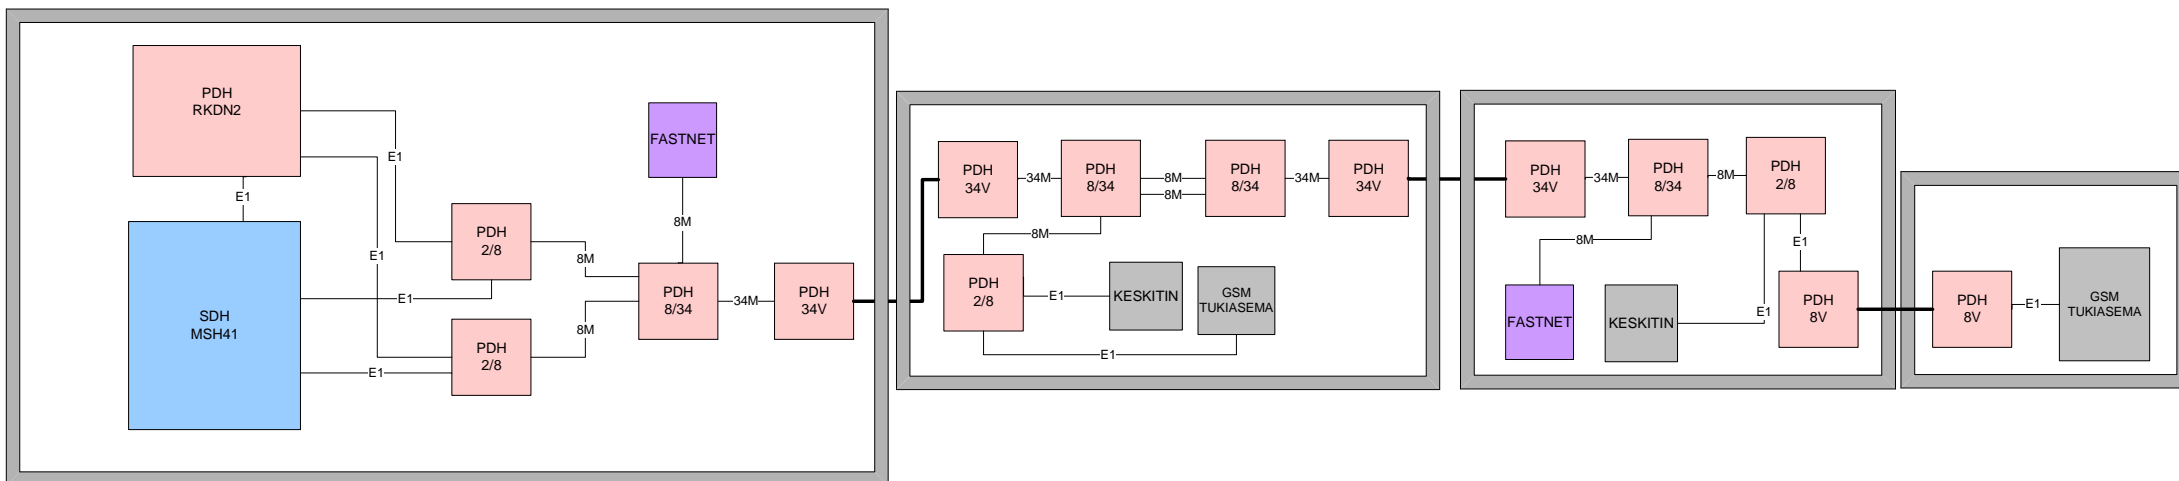 PDH
RKDN2
E1
E1
E1
SDH
MSH41
E1
E1
PDH
2/8
PDH
2/8
8M
8M
FASTNET
8M
PDH
8/34
34M
PDH
34V
PDH
34V
34M
PDH
8/34
8M
8M
PDH
8/34
34M
PDH
34V
8M
PDH
2/8
E1
KESKITIN
GSM
TUKIASEMA
E1
PDH
34V
34M
PDH
8/34
8M
PDH
2/8
8M
E1
FASTNET
KESKITIN
E1
PDH
8V
PDH
8V
E1
GSM
TUKIASEMA